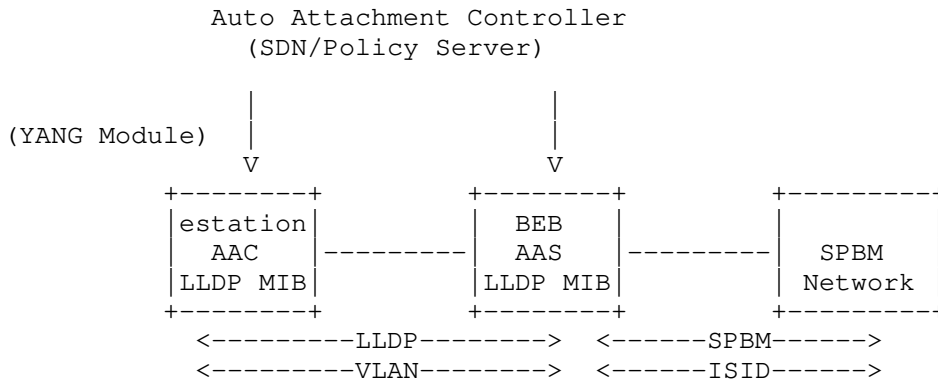 Auto Attachment Controller
(SDN/Policy Server)
|                    |
(YANG Module)  |                    |
V                    V
+--------+          +--------+          +----------
|estation|          |  BEB   |          |
|  AAC   |----------|  AAS   |----------|  SPBM
|LLDP MIB|          |LLDP MIB|          | Network
+--------+          +--------+          +----------
<---------LLDP--------> <------SPBM------>
<---------VLAN--------> <------ISID------>